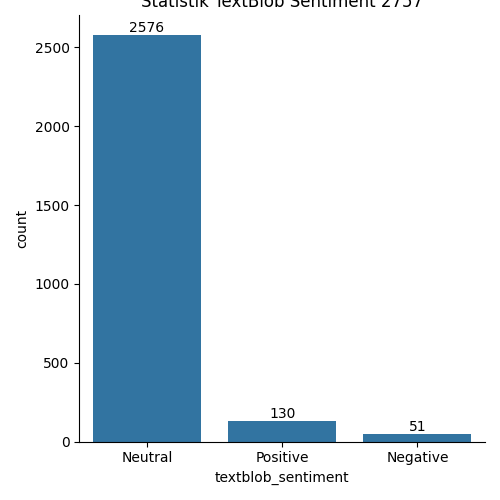 Statistik TextBlob Sentiment 2757
2576
2500
2000
1500
count
1000
500
130
51
0
Neutral Positive Negative
textblob_sentiment